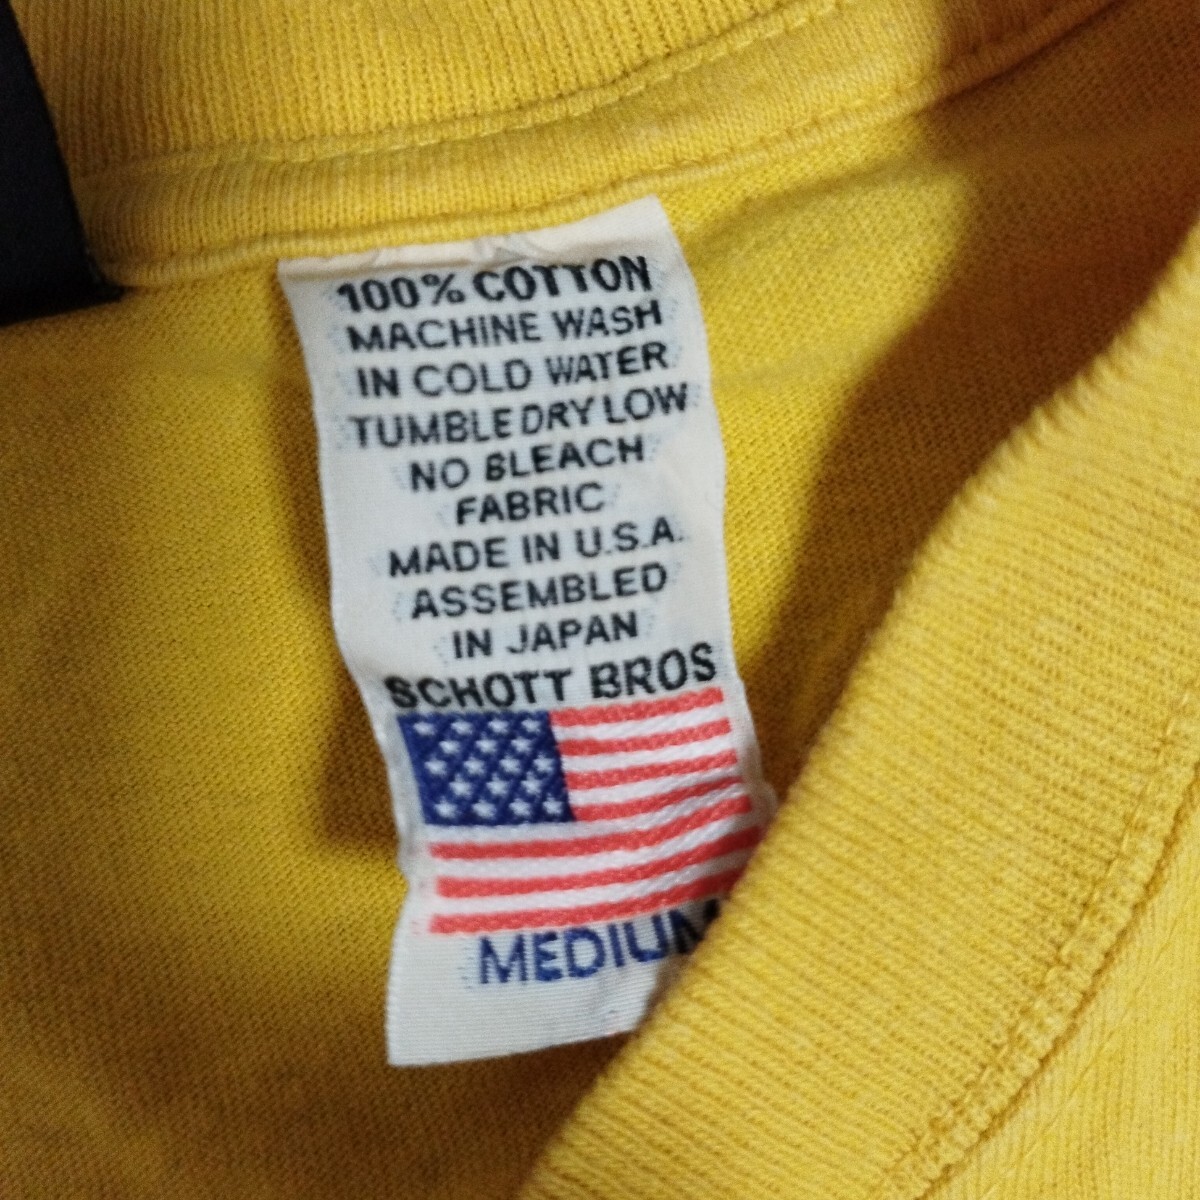 100% COTTON
MACHINE WASH
IN COLD WATER
TUMBLE DRY LOW
NO BLEACH
FABRIC
MADE IN U.S.A.
ASSEMBLED
IN JAPAN
SCHOTT BROS
MEDIUM